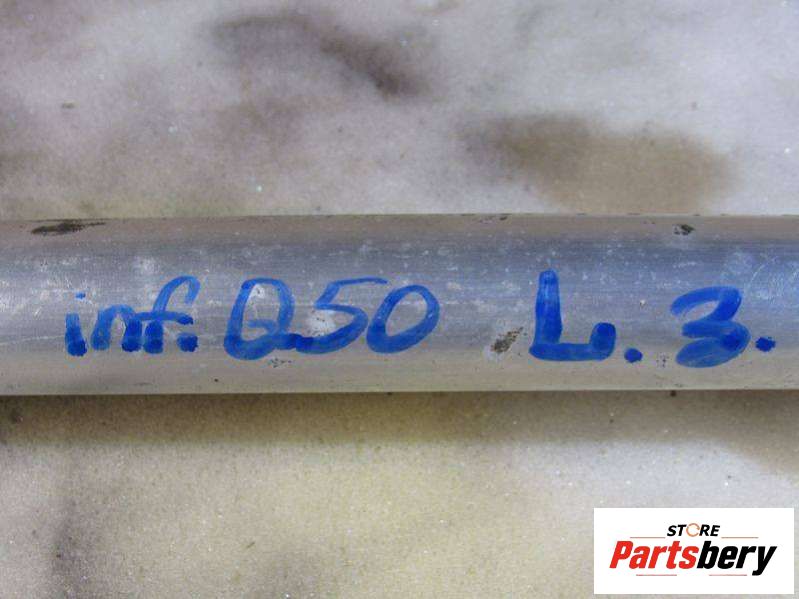 inf. Q50 L. 3.
STORE
Partsbery